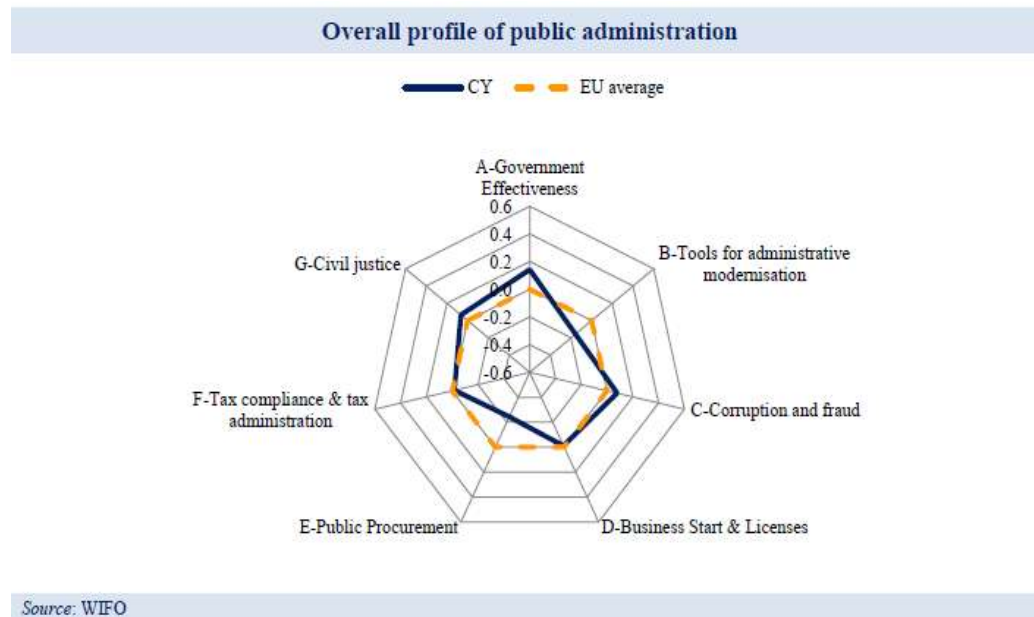 Overall profile of public administration
CY
EU average
A-Government
Effectiveness
0.6
0.4
0.2
0.0
-0.2
-0.4
-0.6
B-Tools for administrative
modernisation
C-Corruption and fraud
D-Business Start & Licenses
E-Public Procurement
F-Tax compliance & tax
administration
G-Civil justice
Source: WIFO